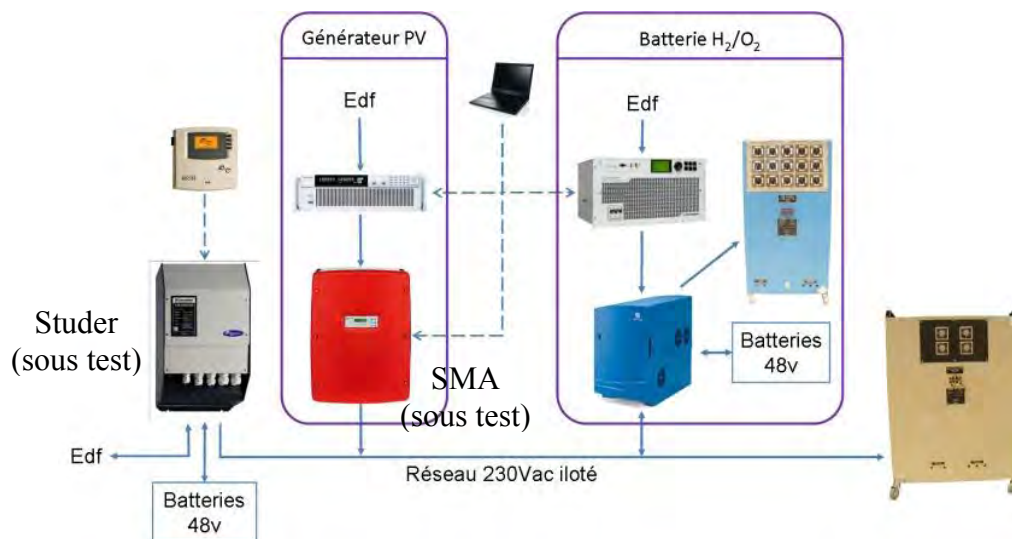 Générateur PV
Batterie H₂/O₂
Edf
Edf
Studer
(sous test)
SMA
(sous test)
Batteries
48v
Edf
Réseau 230Vac iloté
Batteries
48v